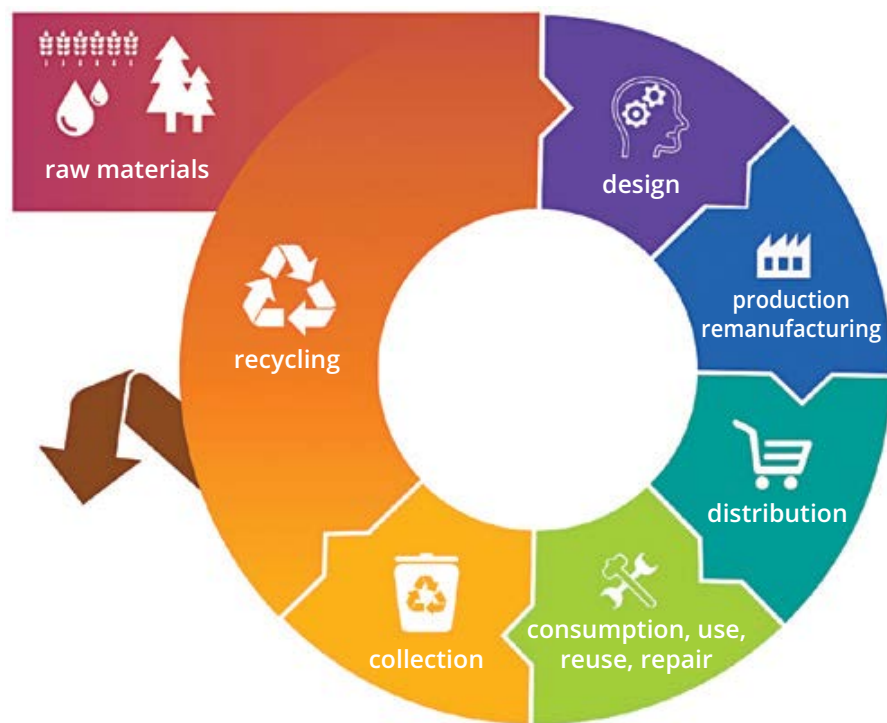 raw materials
design
production
remanufacturing
distribution
consumption, use,
reuse, repair
collection
recycling